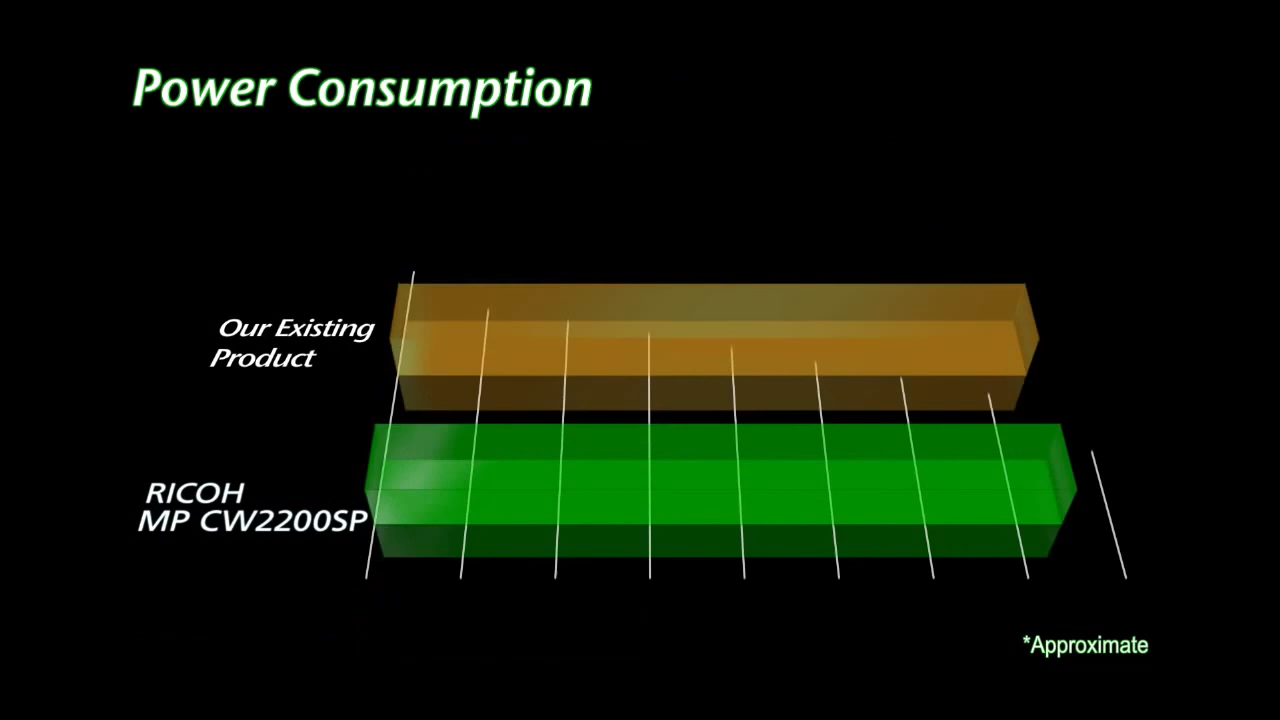 Power Consumption
Our Existing
Product
RICOH
MP CW2200SP
*Approximate